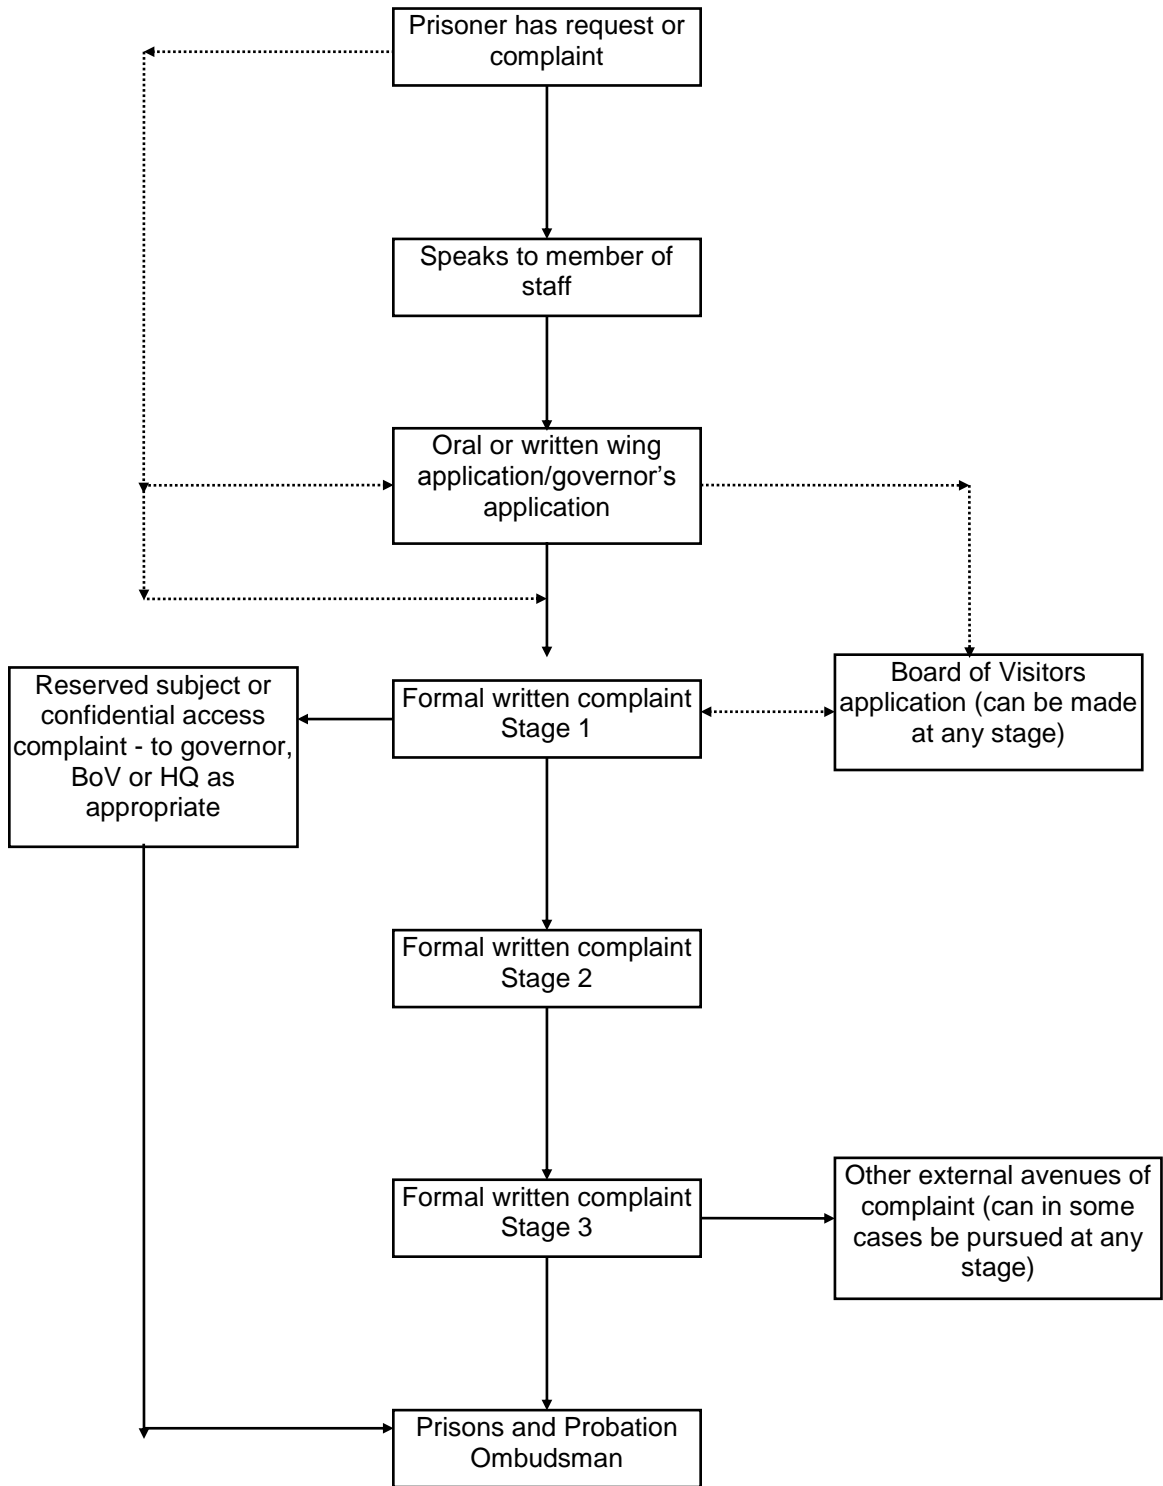 Prisoner has request or
complaint
Speaks to member of
staff
Oral or written wing
application/governor’s
application
Reserved subject or
confidential access
complaint - to governor,
BoV or HQ as
appropriate
Formal written complaint
Stage 1
Board of Visitors
application (can be made
at any stage)
Formal written complaint
Stage 2
Formal written complaint
Stage 3
Other external avenues of
complaint (can in some
cases be pursued at any
stage)
Prisons and Probation
Ombudsman